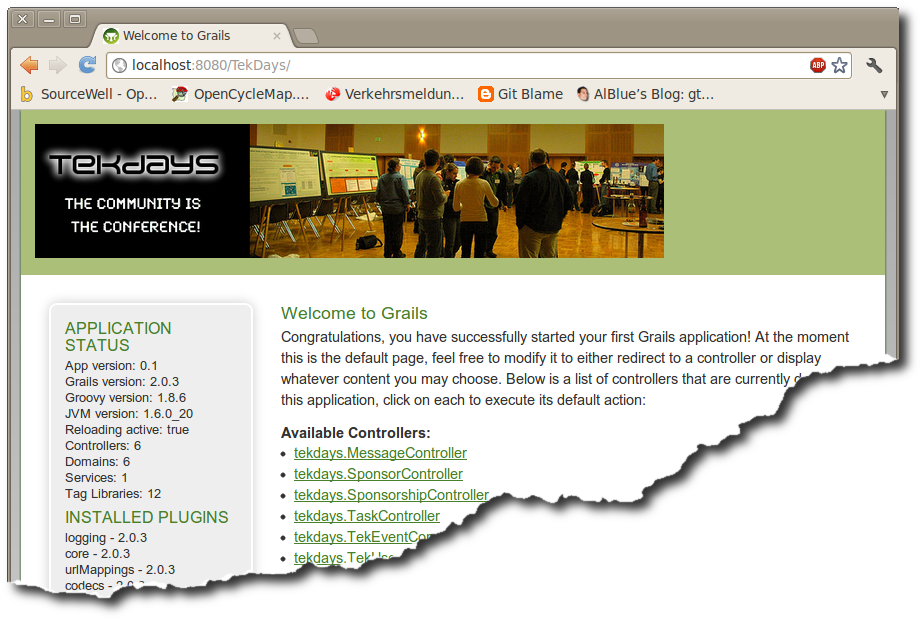 Welcome to Grails
localhost:8080/TekDays/
ABP
SourceWell - Op... OpenCycleMap.... Verkehrsmeldun... Git Blame AlBlue's Blog: gt...
TEKDAYS
THE COMMUNITY IS
THE CONFERENCE!
APPLICATION
STATUS
App version: 0.1
Grails version: 2.0.3
Groovy version: 1.8.6
JVM version: 1.6.0_20
Reloading active: true
Controllers: 6
Domains: 6
Services: 1
Tag Libraries: 12
INSTALLED PLUGINS
logging - 2.0.3
core - 2.0.3
urlMappings - 2.0.3
codecs - 2.0.3
Welcome to Grails
Congratulations, you have successfully started your first Grails application! At the moment
this is the default page, feel free to modify it to either redirect to a controller or display
whatever content you may choose. Below is a list of controllers that are currently
this application, click on each to execute its default action:
Available Controllers:
tekdays.MessageController
tekdays.SponsorController
tekdays.SponsorshipController
tekdays.TaskController
tekdays.TekEventCon